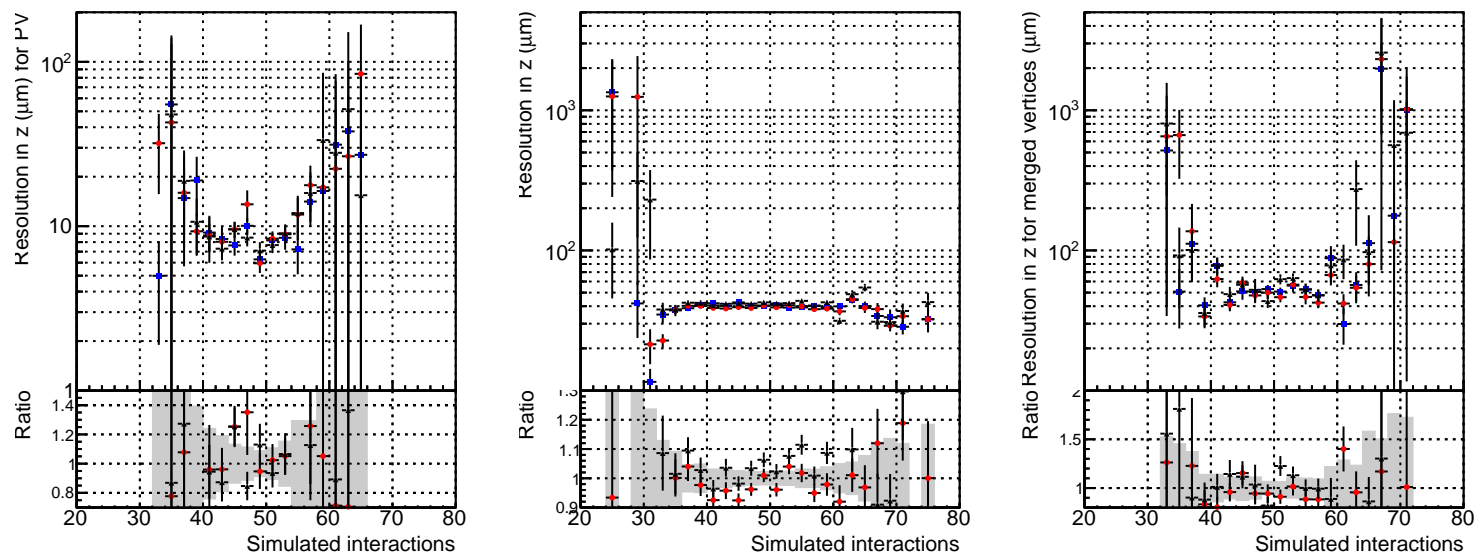 Resolution in z (μm) for PV
10²
10
1
Ratio
1.4
1.2
1
0.8
20 30 40 50 60 70 80
Simulated interactions
Resolution in z (μm)
10³
10²
Ratio
1.3
1.2
1.1
1
0.9
20 30 40 50 60 70 80
Simulated interactions
Resolution in z for merged vertices (μm)
10³
10²
Ratio
2
1.5
1
20 30 40 50 60 70 80
Simulated interactions